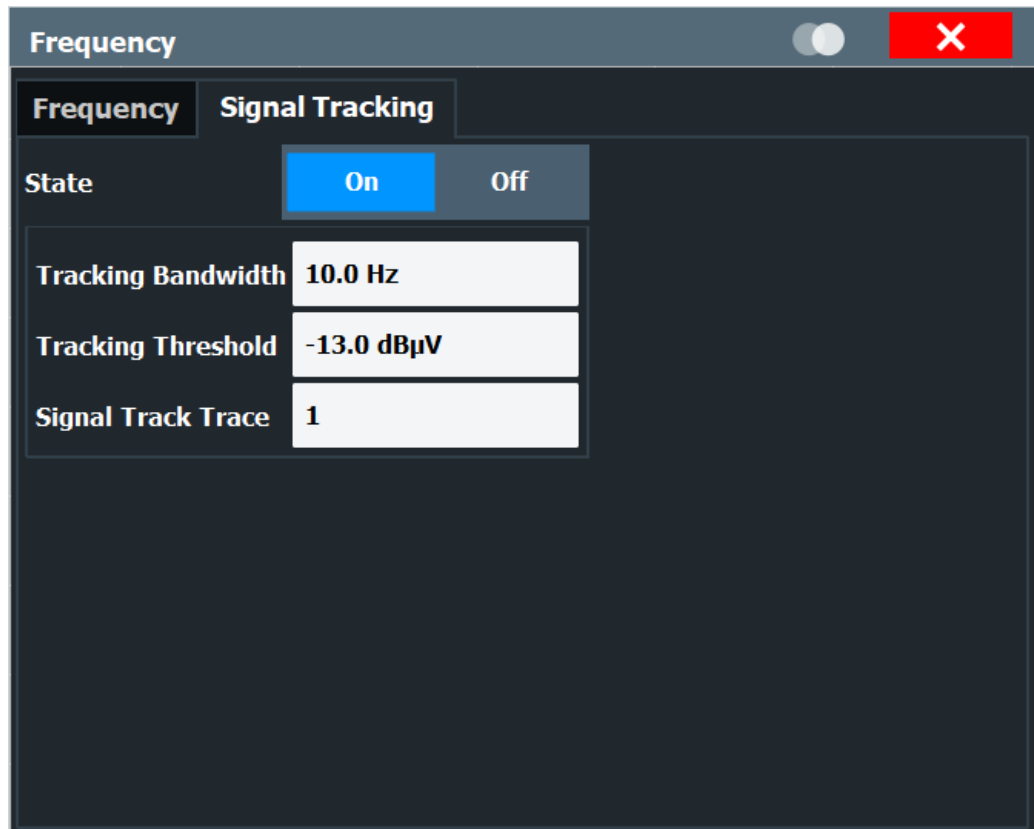 Frequency
Frequency Signal Tracking
State On Off
Tracking Bandwidth 10.0 Hz
Tracking Threshold -13.0 dBµV
Signal Track Trace 1